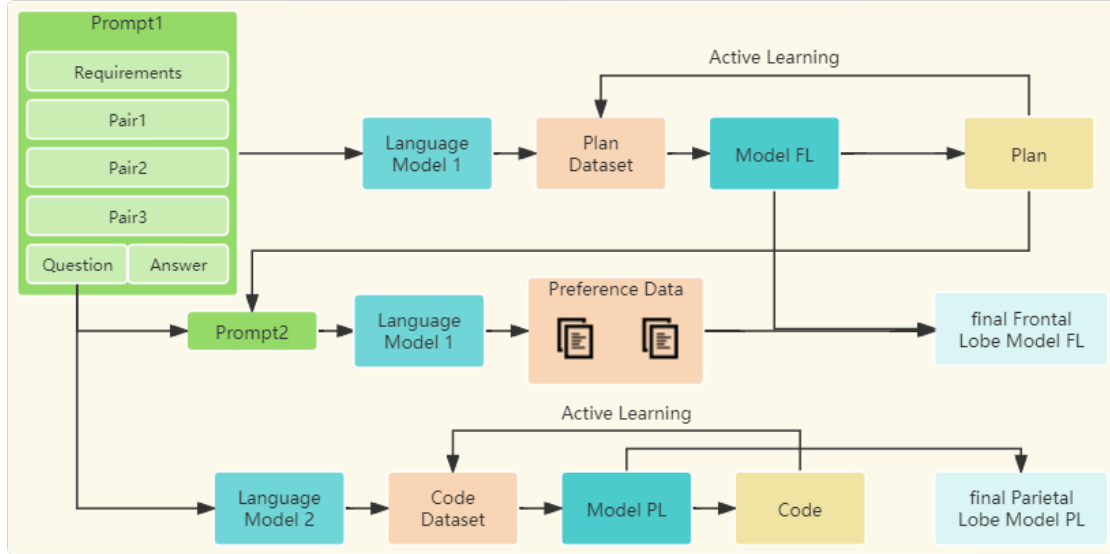 Prompt1
Requirements
Pair1
Pair2
Pair3
Question
Answer
Active Learning
Language
Model 1
Plan
Dataset
Model FL
Plan
Prompt2
Language
Model 1
Preference Data
final Frontal
Lobe Model FL
Active Learning
Language
Model 2
Code
Dataset
Model PL
Code
final Parietal
Lobe Model PL